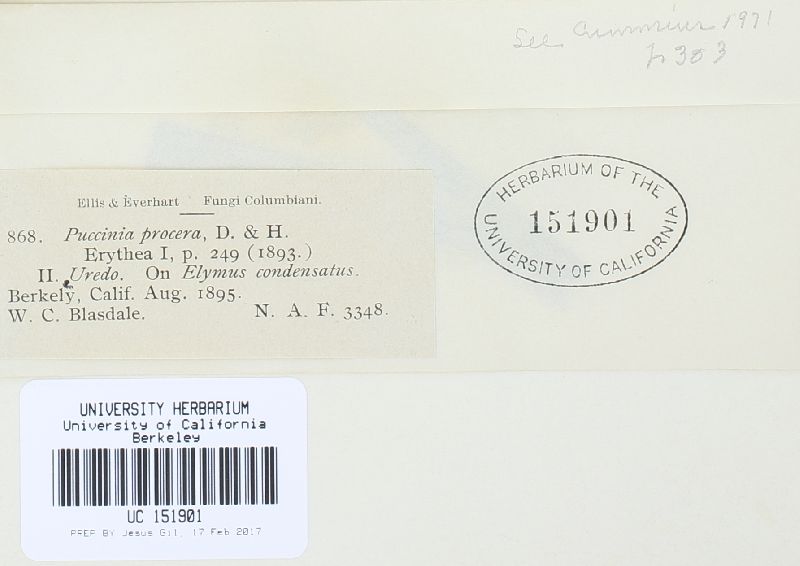 See Cummins 1971
p 303
Ellis & Everhart Fungi Columbiani.
868. Puccinia procera, D. & H.
Erythea I, p. 249 (1893.)
II. Uredo. On Elymus condensatus.
Berkely, Calif. Aug. 1895.
W. C. Blasdale. N. A. F. 3348.
HERBARIUM OF THE
151901
UNIVERSITY OF CALIFORNIA
UNIVERSITY HERBARIUM
University of California
Berkeley
UC 151901
PREP BY Jesus Gil, 17 Feb 2017